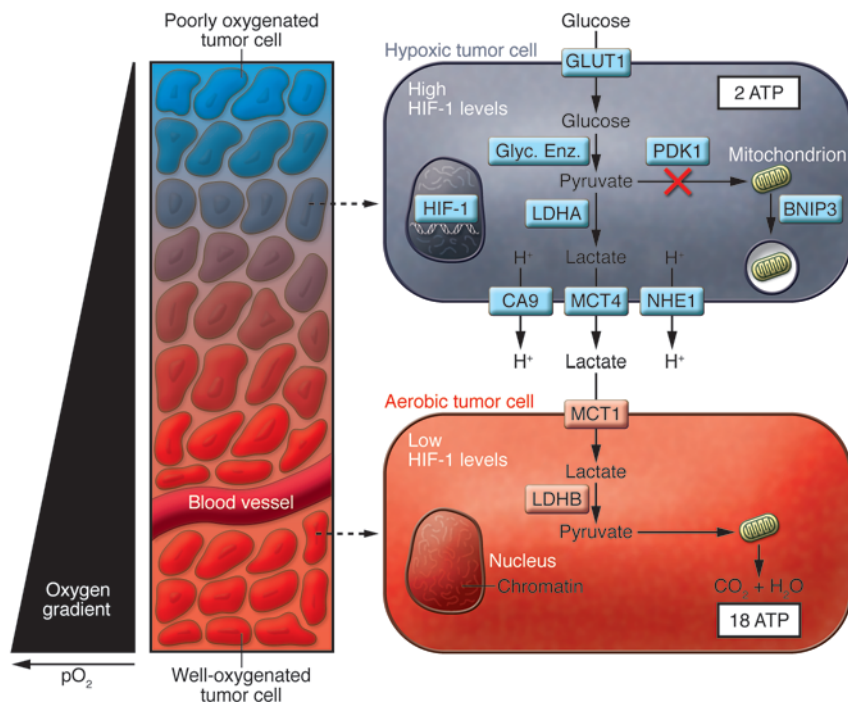 Poorly oxygenated
tumor cell
Oxygen
gradient
pO₂
Blood vessel
Well-oxygenated
tumor cell
Glucose
Hypoxic tumor cell
GLUT1
High
HIF-1 levels
2 ATP
Glucose
Glyc. Enz.
PDK1
Mitochondrion
Pyruvate
HIF-1
LDHA
BNIP3
H⁺
Lactate
H⁺
CA9
MCT4
NHE1
H⁺
Lactate
H⁺
Aerobic tumor cell
MCT1
Low
HIF-1 levels
Lactate
LDHB
Pyruvate
Nucleus
Chromatin
CO₂ + H₂O
18 ATP